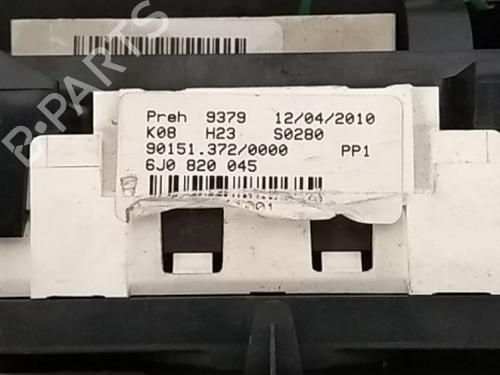 Preh 9379 12/04/2010
K08 H23 S0280
90151.372/0000 PP1
6J0 820 045
B-PARTS